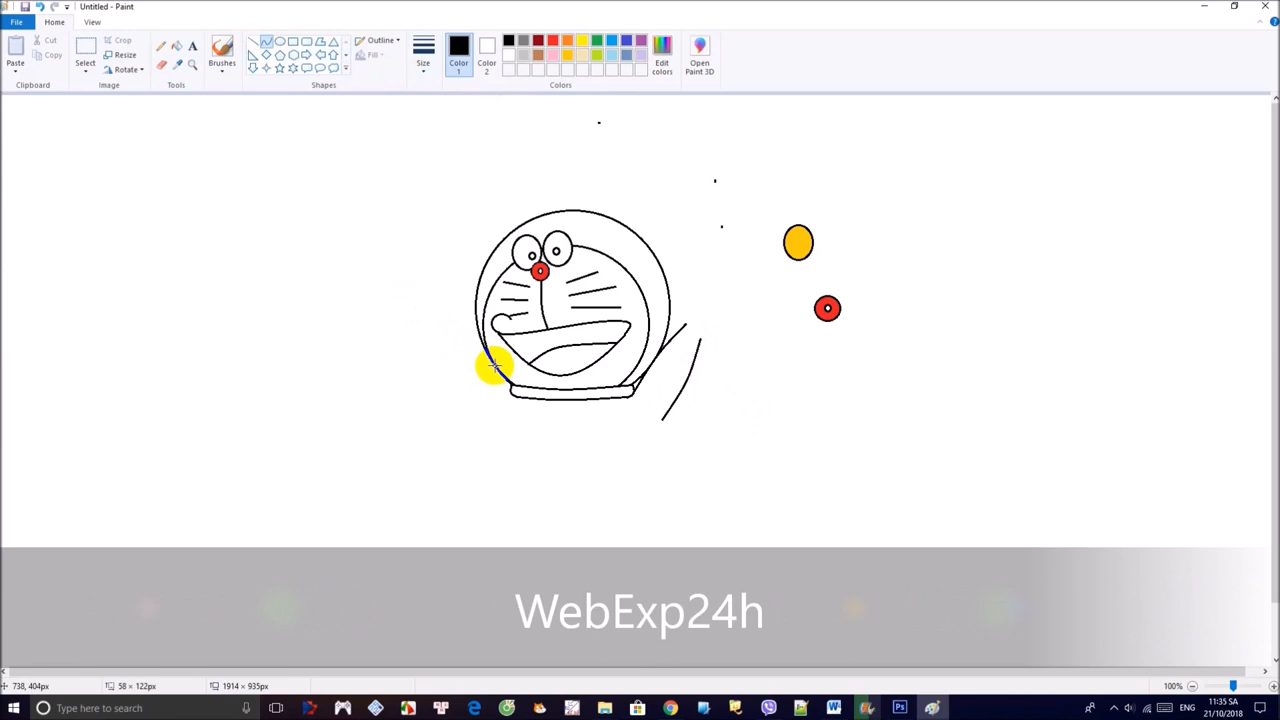 Untitled - Paint
File
Home
View
Paste
Cut
Copy
Clipboard
Select
Crop
Resize
Rotate
Image
A
Tools
Brushes
Outline
Fill
Shapes
Size
Color
1
Color
2
Edit
colors
Colors
Open
Paint 3D
WebExp24h
738, 404px
58 × 122px
1914 × 935px
100%
Type here to search
ENG
11:35 SA
21/10/2018